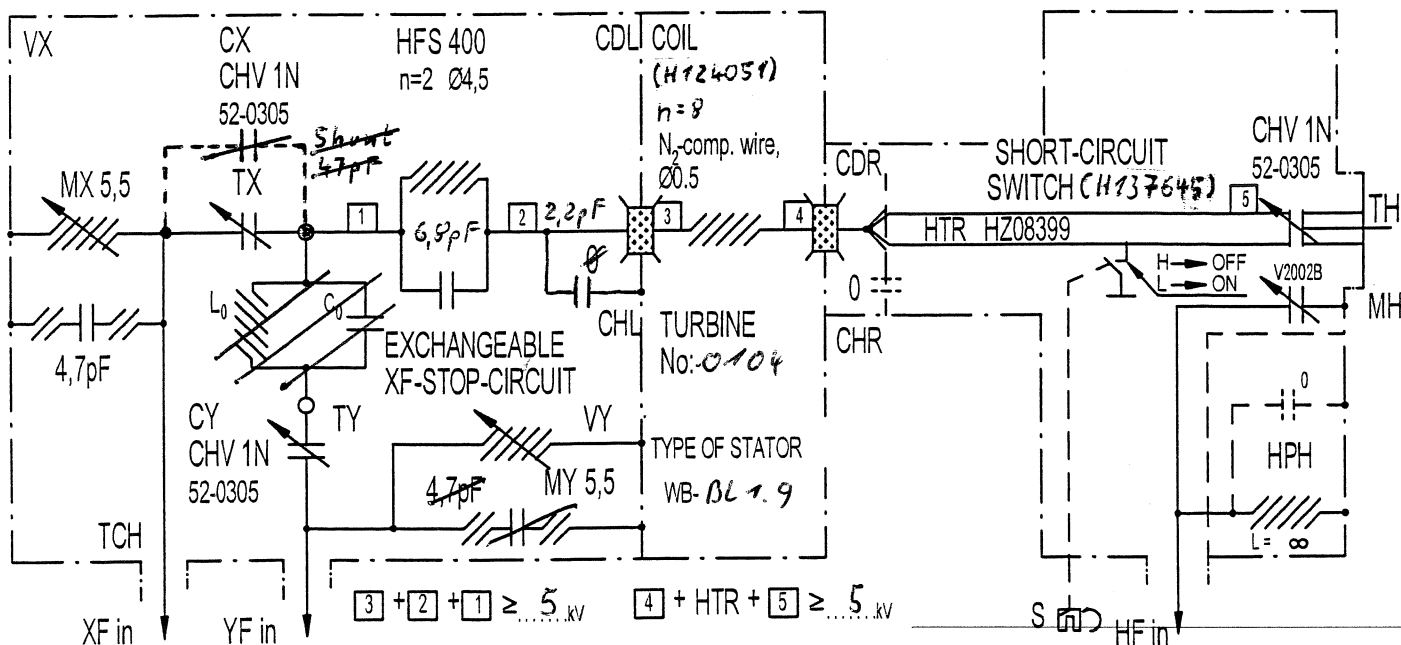 VX
CX
CHV 1N
52-0305
HFS 400
n=2 Ø4,5
CDL
COIL
(H124051)
n=8
N2-comp. wire,
Ø0.5
Shunt
47pF
MX 5,5
TX
1
6,8pF
2
2,2pF
0
3
4
CDR
SHORT-CIRCUIT
SWITCH (H137645)
CHV 1N
52-0305
5
TH
HTR HZ08399
H → OFF
L → ON
V2002B
0
MH
4,7pF
L0
C0
EXCHANGEABLE
XF-STOP-CIRCUIT
CHL
TURBINE
No: 0104
CHR
CY
CHV 1N
52-0305
TY
VY
MY 5,5
4,7pF
TYPE OF STATOR
WB- BL 1.9
0
HPH
L= ∞
TCH
3 + 2 + 1 ≥ ..5....kV
4 + HTR + 5 ≥ ..5....kV
XF in
YF in
S
HF in